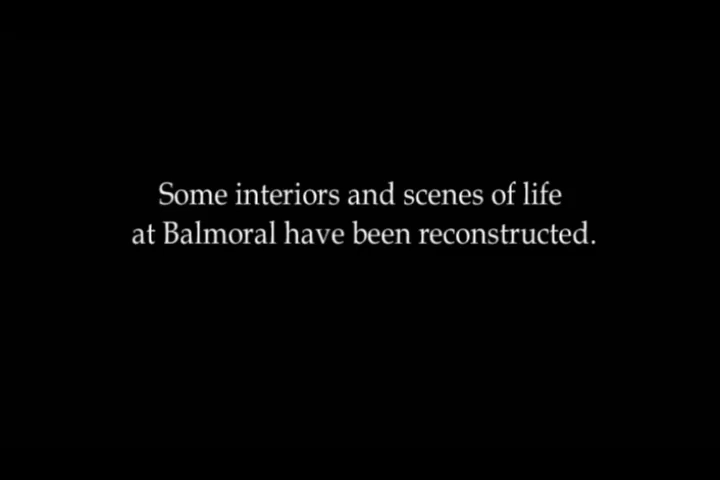 Some interiors and scenes of life
at Balmoral have been reconstructed.